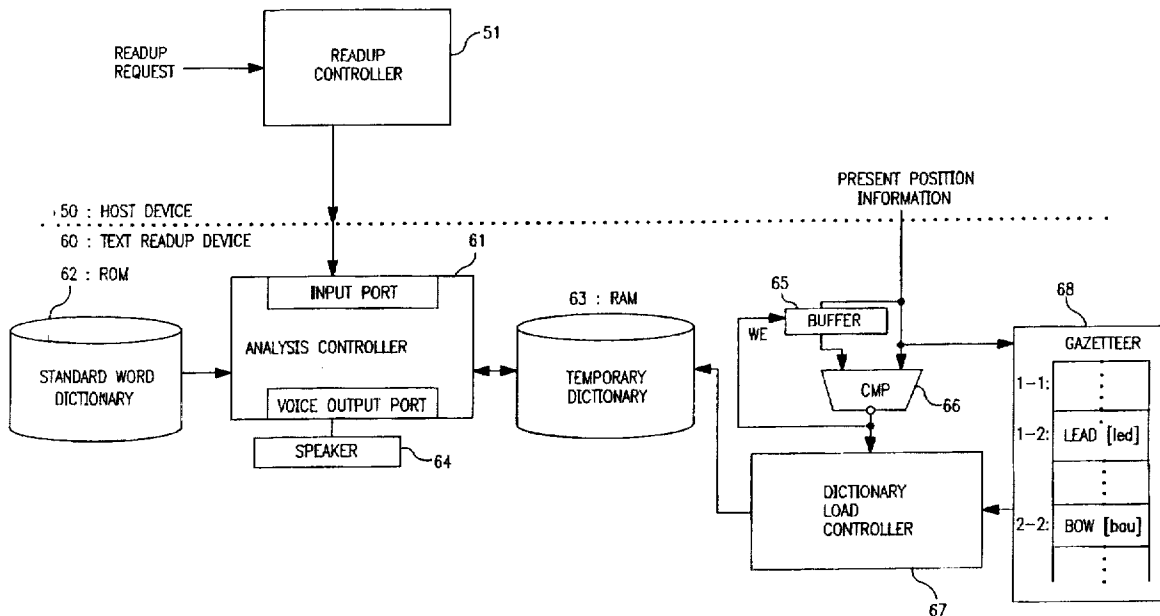 51
READUP
REQUEST
READUP
CONTROLLER
PRESENT POSITION
INFORMATION
50 : HOST DEVICE
60 : TEXT READUP DEVICE
62 : ROM
61
INPUT PORT
ANALYSIS CONTROLLER
VOICE OUTPUT PORT
STANDARD WORD
DICTIONARY
SPEAKER
64
63 : RAM
TEMPORARY
DICTIONARY
65
BUFFER
WE
CMP
66
DICTIONARY
LOAD
CONTROLLER
67
68
GAZETTEER
1-1:
1-2: LEAD [led]
2-2: BOW [bau]